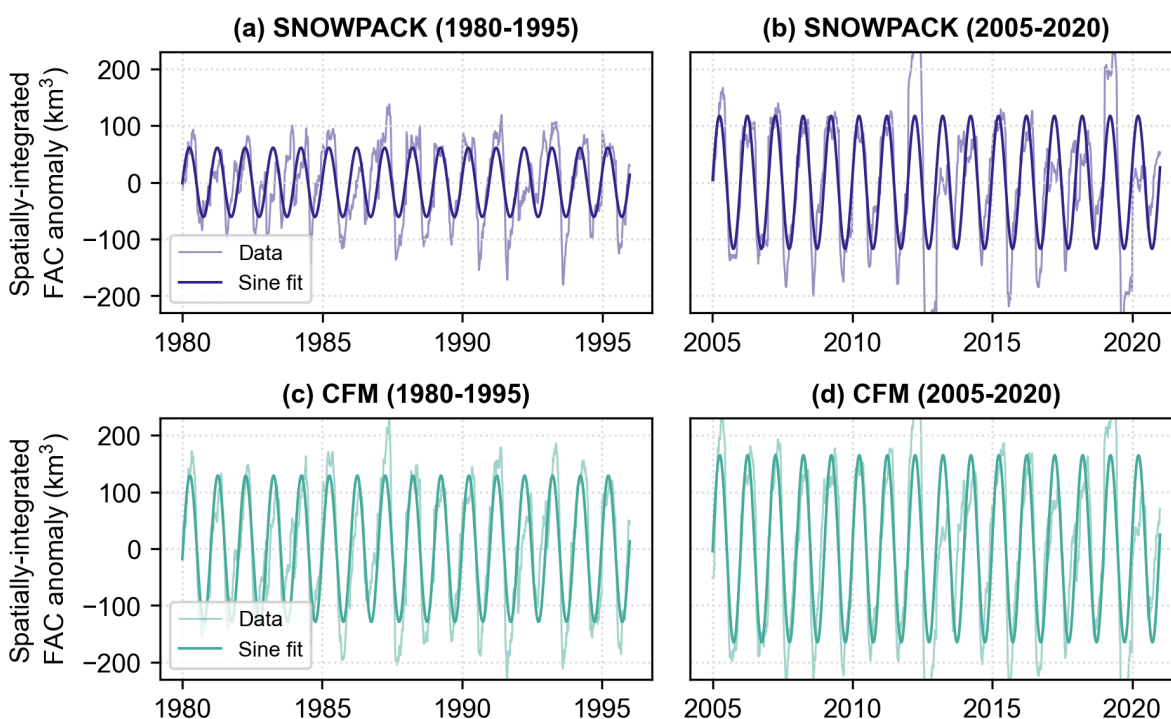 (a) SNOWPACK (1980-1995)
(b) SNOWPACK (2005-2020)
Spatially-integrated
FAC anomaly (km³)
200
100
0
−100
−200
Data
Sine fit
1980
1985
1990
1995
2005
2010
2015
2020
(c) CFM (1980-1995)
(d) CFM (2005-2020)
Spatially-integrated
FAC anomaly (km³)
200
100
0
−100
−200
Data
Sine fit
1980
1985
1990
1995
2005
2010
2015
2020